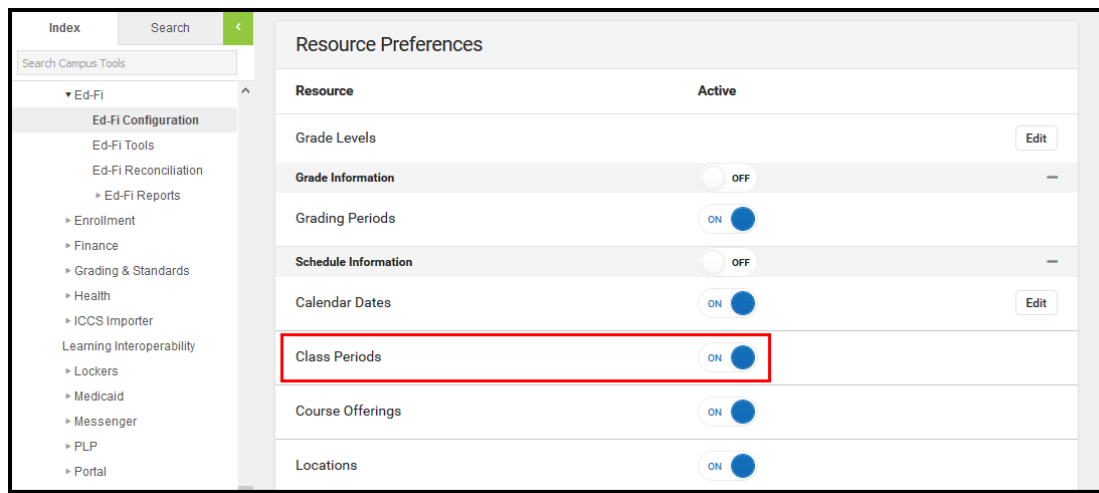 Index Search <
Search Campus Tools
Ed-Fi
Ed-Fi Configuration
Ed-Fi Tools
Ed-Fi Reconciliation
Ed-Fi Reports
Enrollment
Finance
Grading & Standards
Health
ICCS Importer
Learning Interoperability
Lockers
Medicaid
Messenger
PLP
Portal
Resource Preferences
Resource Active
Grade Levels Edit
Grade Information OFF
Grading Periods ON
Schedule Information OFF
Calendar Dates ON Edit
Class Periods ON
Course Offerings ON
Locations ON